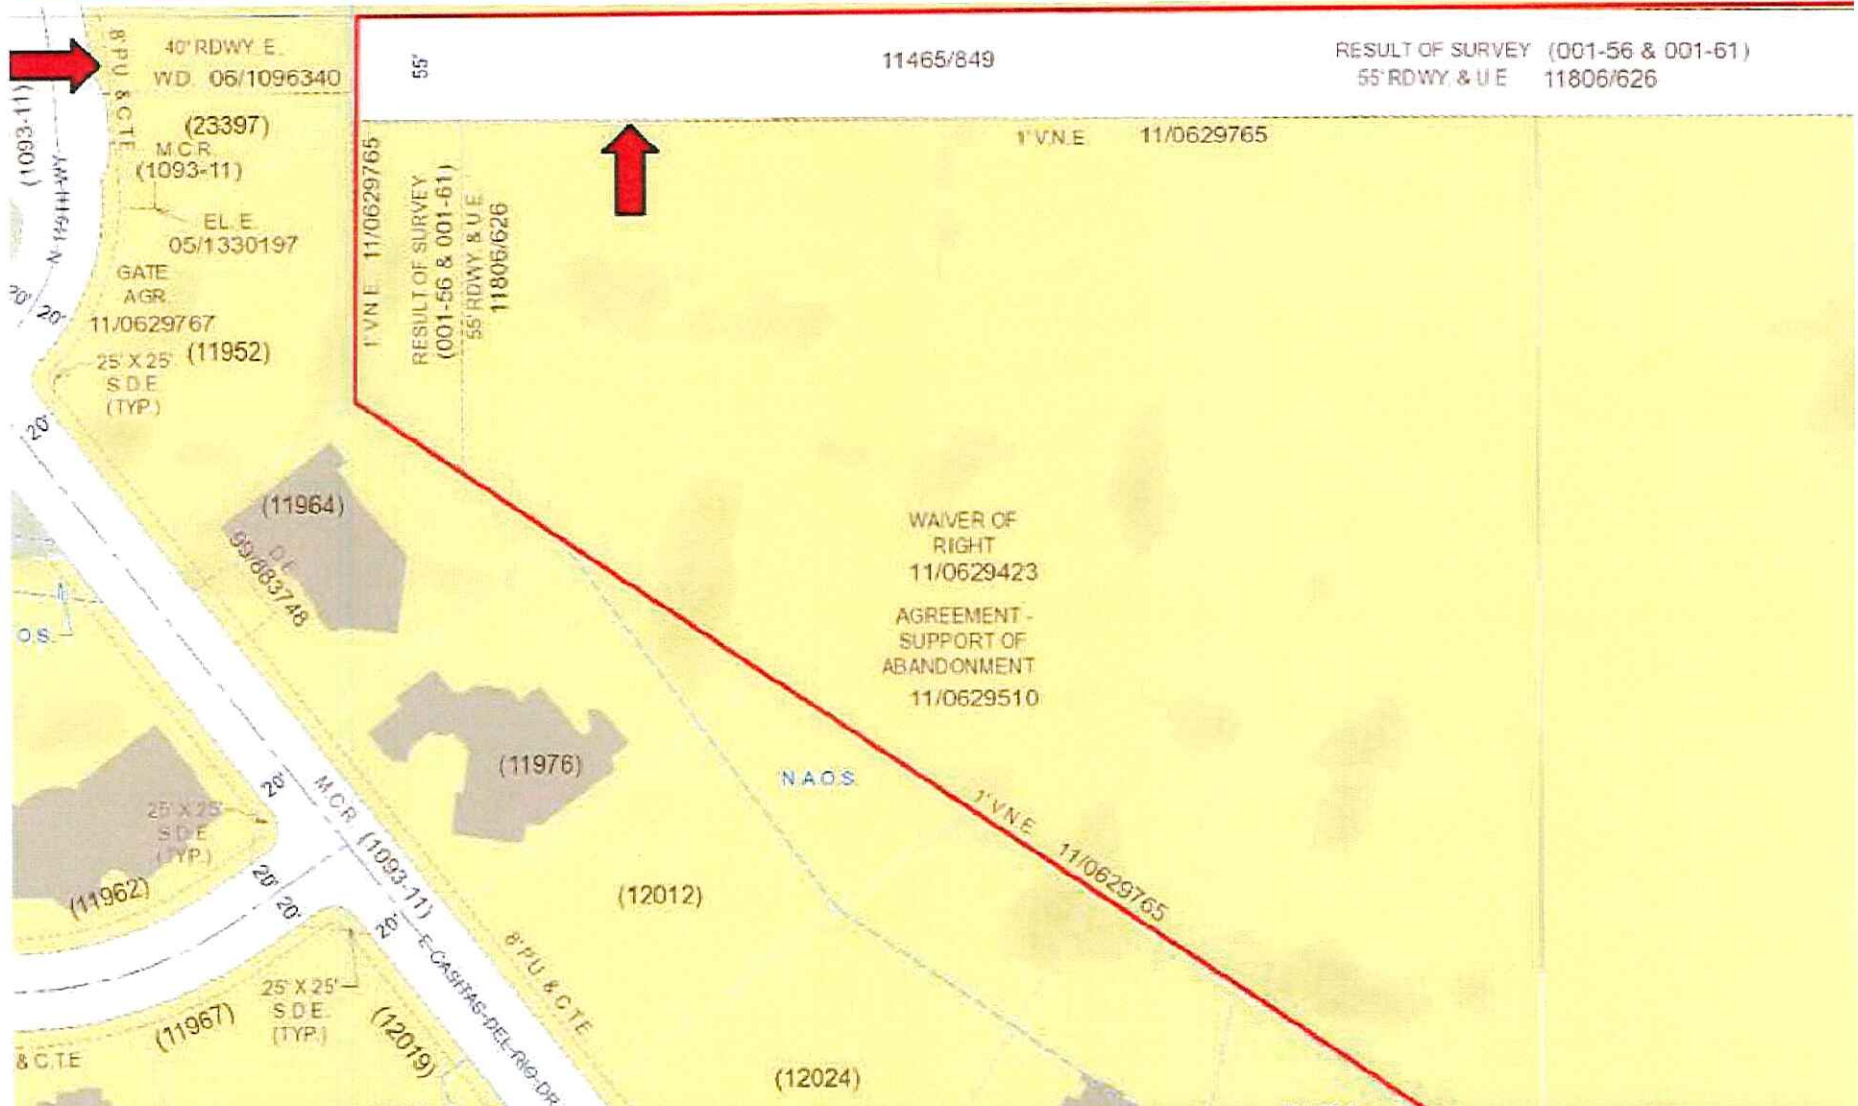 40' RDWY. E.
W.D. 06/1096340
8' P.U. & C.T.E.
(23397)
M.C.R.
(1093-11)
(1093-11)
N 119TH WY
EL. E.
05/1330197
GATE
AGR.
11/0629767
(11952)
20'
20'
25' X 25'
S.D.E.
(TYP.)
20'
55'
11465/849
RESULT OF SURVEY (001-56 & 001-61)
55' RDWY. & U.E. 11806/626
1' V.N.E. 11/0629765
1' V.N.E. 11/0629765
RESULT OF SURVEY
(001-56 & 001-61)
55' RDWY. & U.E.
11806/626
(11964)
D.E.
99/883748
O.S.
WAIVER OF
RIGHT
11/0629423
AGREEMENT -
SUPPORT OF
ABANDONMENT
11/0629510
(11976)
N.A.O.S.
1' V.N.E. 11/0629765
20'
M.C.R. (1093-11)
25' X 25'
S.D.E.
(TYP.)
(11962)
20'
20'
20'
(12012)
8' P.U. & C.T.E.
E CASITAS DEL RIO DR
25' X 25'
S.D.E.
(TYP.)
(11967)
(12019)
& C.T.E.
(12024)